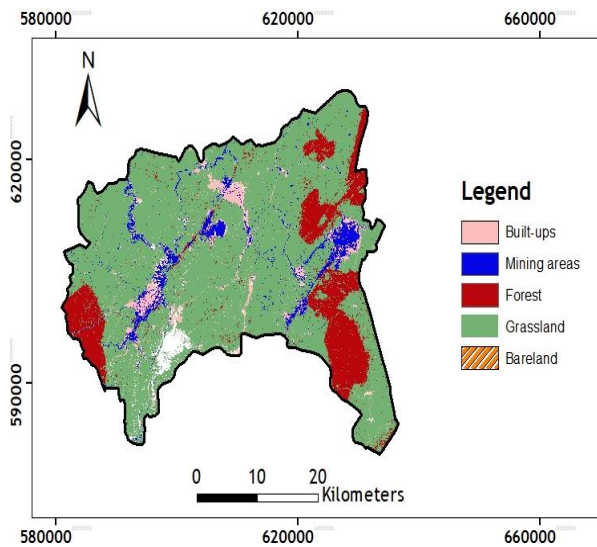 580000 620000 660000
N
620000
590000
Legend
Built-ups
Mining areas
Forest
Grassland
Bareland
0 10 20
Kilometers
580000 620000 660000